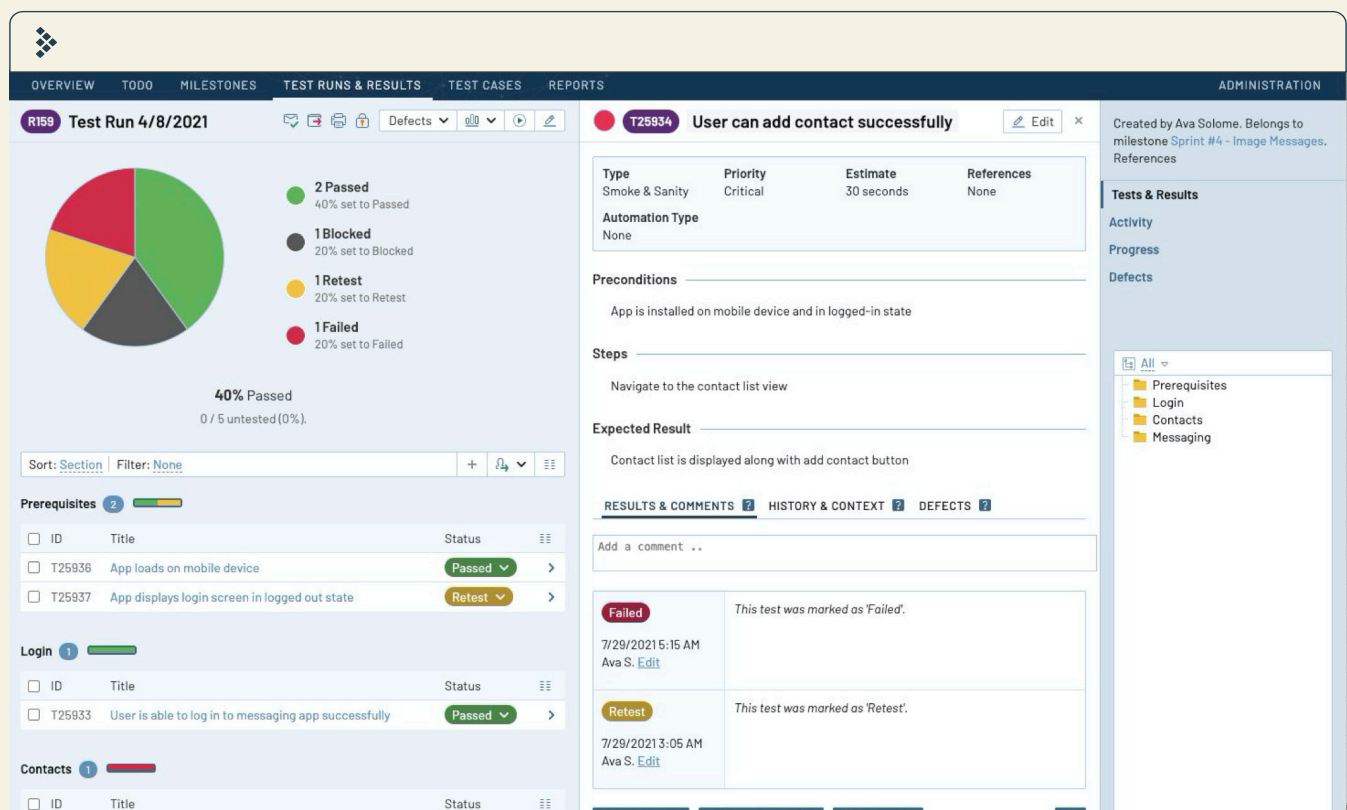 OVERVIEW TODO MILESTONES TEST RUNS & RESULTS TEST CASES REPORTS ADMINISTRATION
R159 Test Run 4/8/2021
Defects
2 Passed
40% set to Passed
1 Blocked
20% set to Blocked
1 Retest
20% set to Retest
1 Failed
20% set to Failed
40% Passed
0 / 5 untested (0%).
Sort: Section Filter: None
Prerequisites 2
ID Title Status
T25936 App loads on mobile device Passed
T25937 App displays login screen in logged out state Retest
Login 1
ID Title Status
T25933 User is able to log in to messaging app successfully Passed
Contacts 1
ID Title Status
T25934 User can add contact successfully
Edit ×
Type Priority Estimate References
Smoke & Sanity Critical 30 seconds None
Automation Type
None
Preconditions
App is installed on mobile device and in logged-in state
Steps
Navigate to the contact list view
Expected Result
Contact list is displayed along with add contact button
RESULTS & COMMENTS ? HISTORY & CONTEXT ? DEFECTS ?
Add a comment ..
Failed This test was marked as 'Failed'.
7/29/2021 5:15 AM
Ava S. Edit
Retest This test was marked as 'Retest'.
7/29/2021 3:05 AM
Ava S. Edit
Created by Ava Solome. Belongs to
milestone Sprint #4 - Image Messages.
References
Tests & Results
Activity
Progress
Defects
All
Prerequisites
Login
Contacts
Messaging